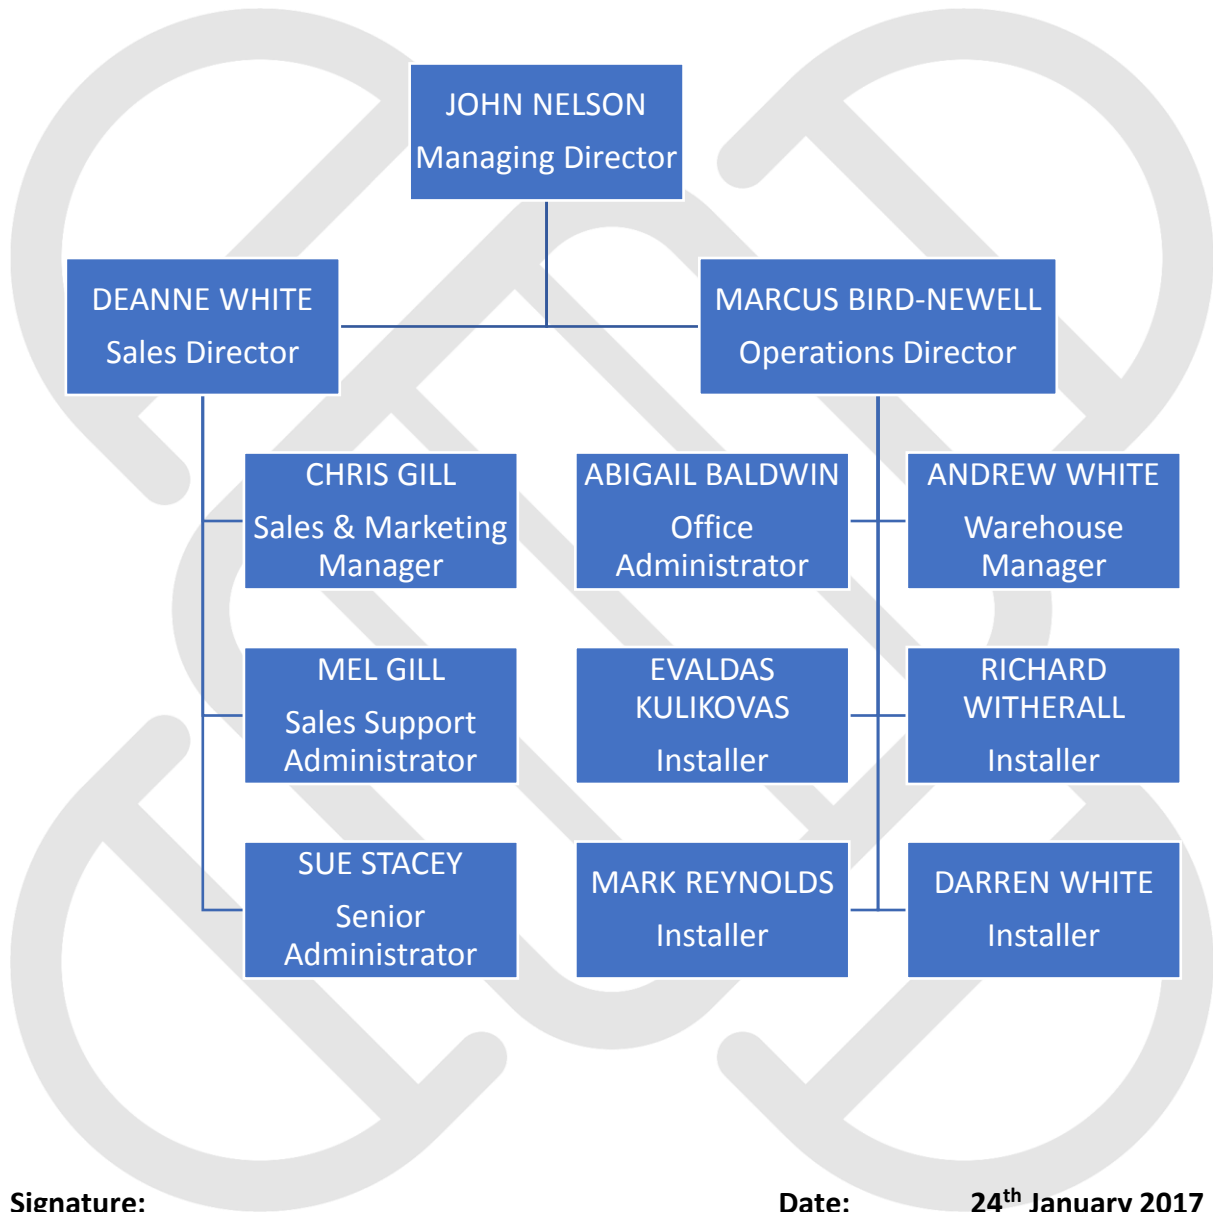 JOHN NELSON
Managing Director
DEANNE WHITE
Sales Director
MARCUS BIRD-NEWELL
Operations Director
CHRIS GILL
Sales & Marketing
Manager
ABIGAIL BALDWIN
Office
Administrator
ANDREW WHITE
Warehouse
Manager
MEL GILL
Sales Support
Administrator
EVALDAS
KULIKOVAS
Installer
RICHARD
WITHERALL
Installer
SUE STACEY
Senior
Administrator
MARK REYNOLDS
Installer
DARREN WHITE
Installer
Signature: Date: 24th January 2017